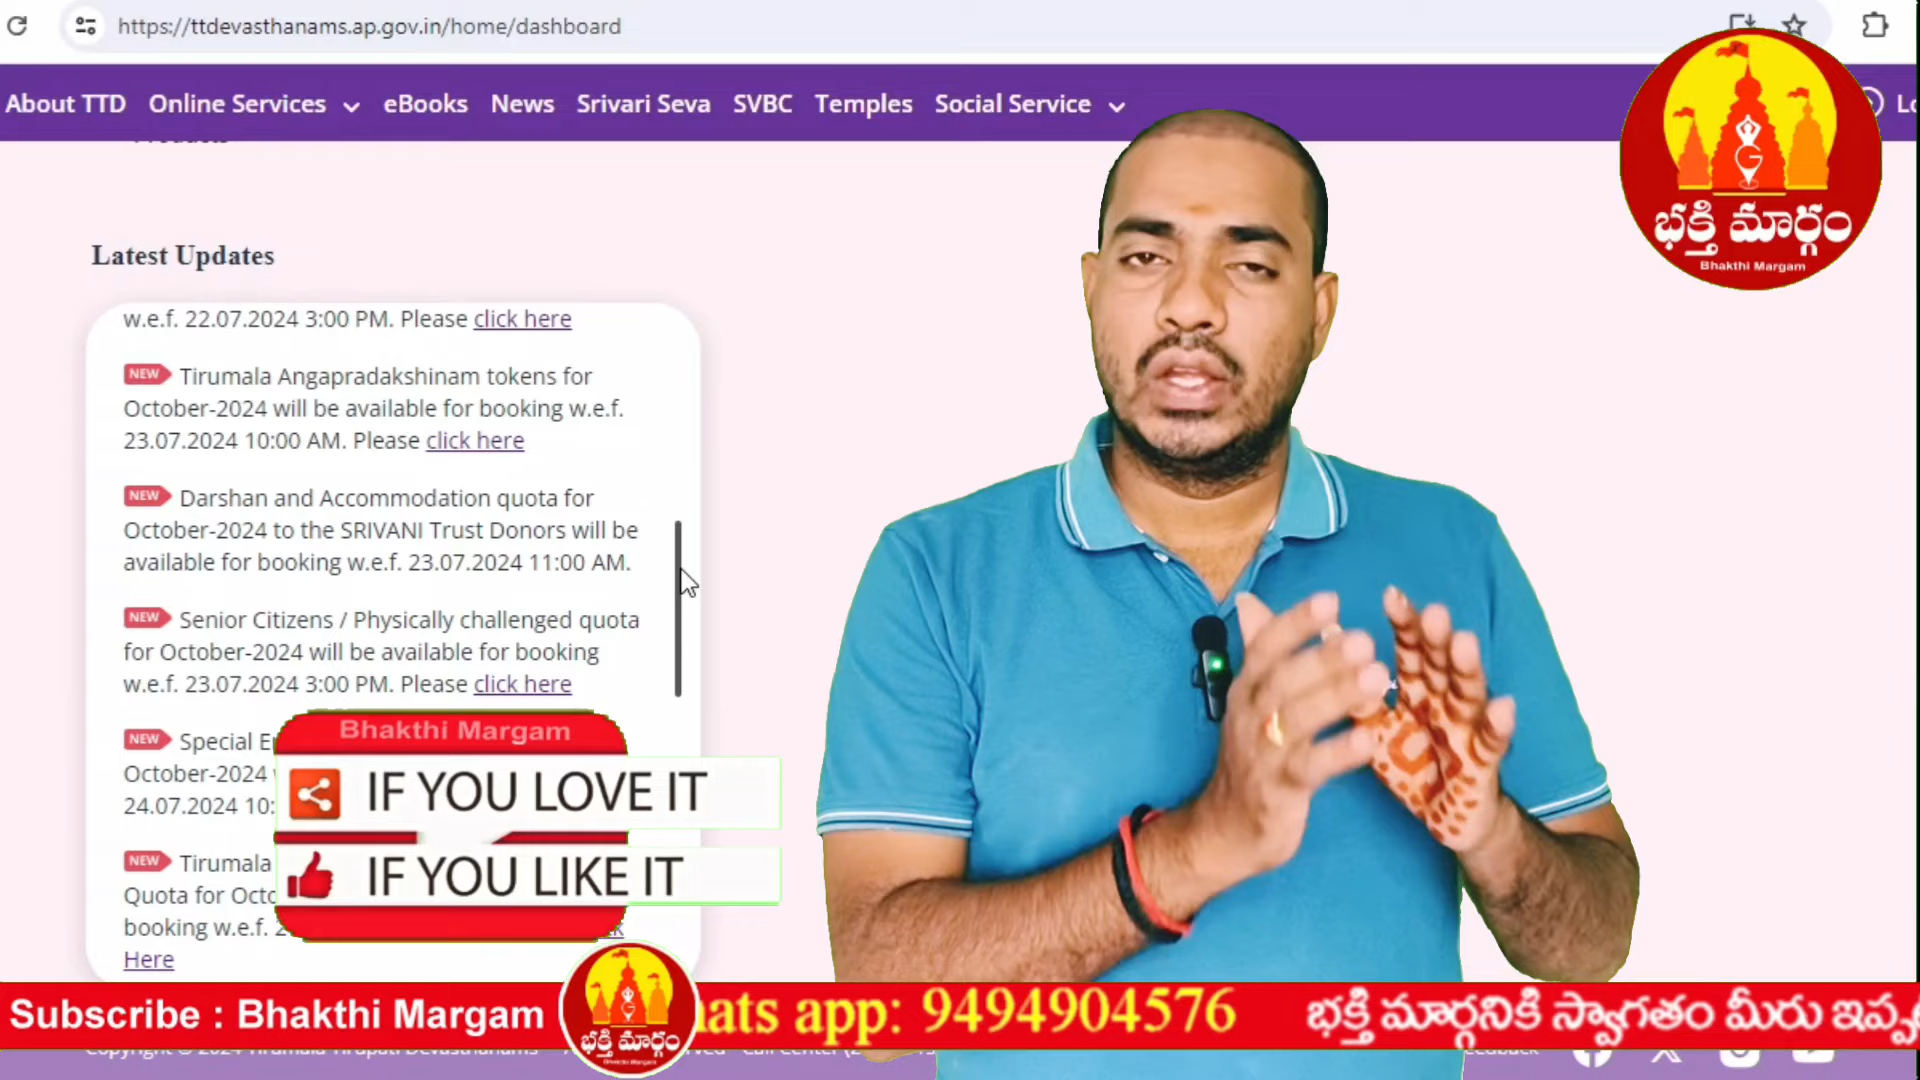 https://ttdevasthanams.ap.gov.in/home/dashboard
About TTD Online Services eBooks News Srivari Seva SVBC Temples Social Service
Products
భక్తి మార్గం
Bhakthi Margam
Latest Updates
w.e.f. 22.07.2024 3:00 PM. Please click here
NEW Tirumala Angapradakshinam tokens for
October-2024 will be available for booking w.e.f.
23.07.2024 10:00 AM. Please click here
NEW Darshan and Accommodation quota for
October-2024 to the SRIVANI Trust Donors will be
available for booking w.e.f. 23.07.2024 11:00 AM.
NEW Senior Citizens / Physically challenged quota
for October-2024 will be available for booking
w.e.f. 23.07.2024 3:00 PM. Please click here
NEW Special
October-2024
24.07.2024 10:
NEW Tirumala
Quota for
booking w.e.f.
Here
Bhakthi Margam
IF YOU LOVE IT
IF YOU LIKE IT
Subscribe : Bhakthi Margam
భక్తి మార్గం
Bhakthi Margam
app: 9494904576
భక్తి మార్గనికి స్వాగతం మీరు